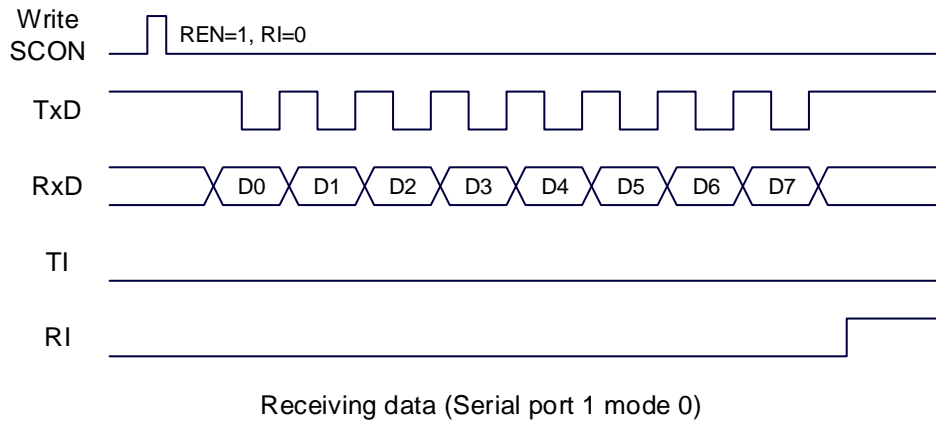 Write
SCON
REN=1, RI=0
TxD
RxD
D0 D1 D2 D3 D4 D5 D6 D7
TI
RI
Receiving data (Serial port 1 mode 0)